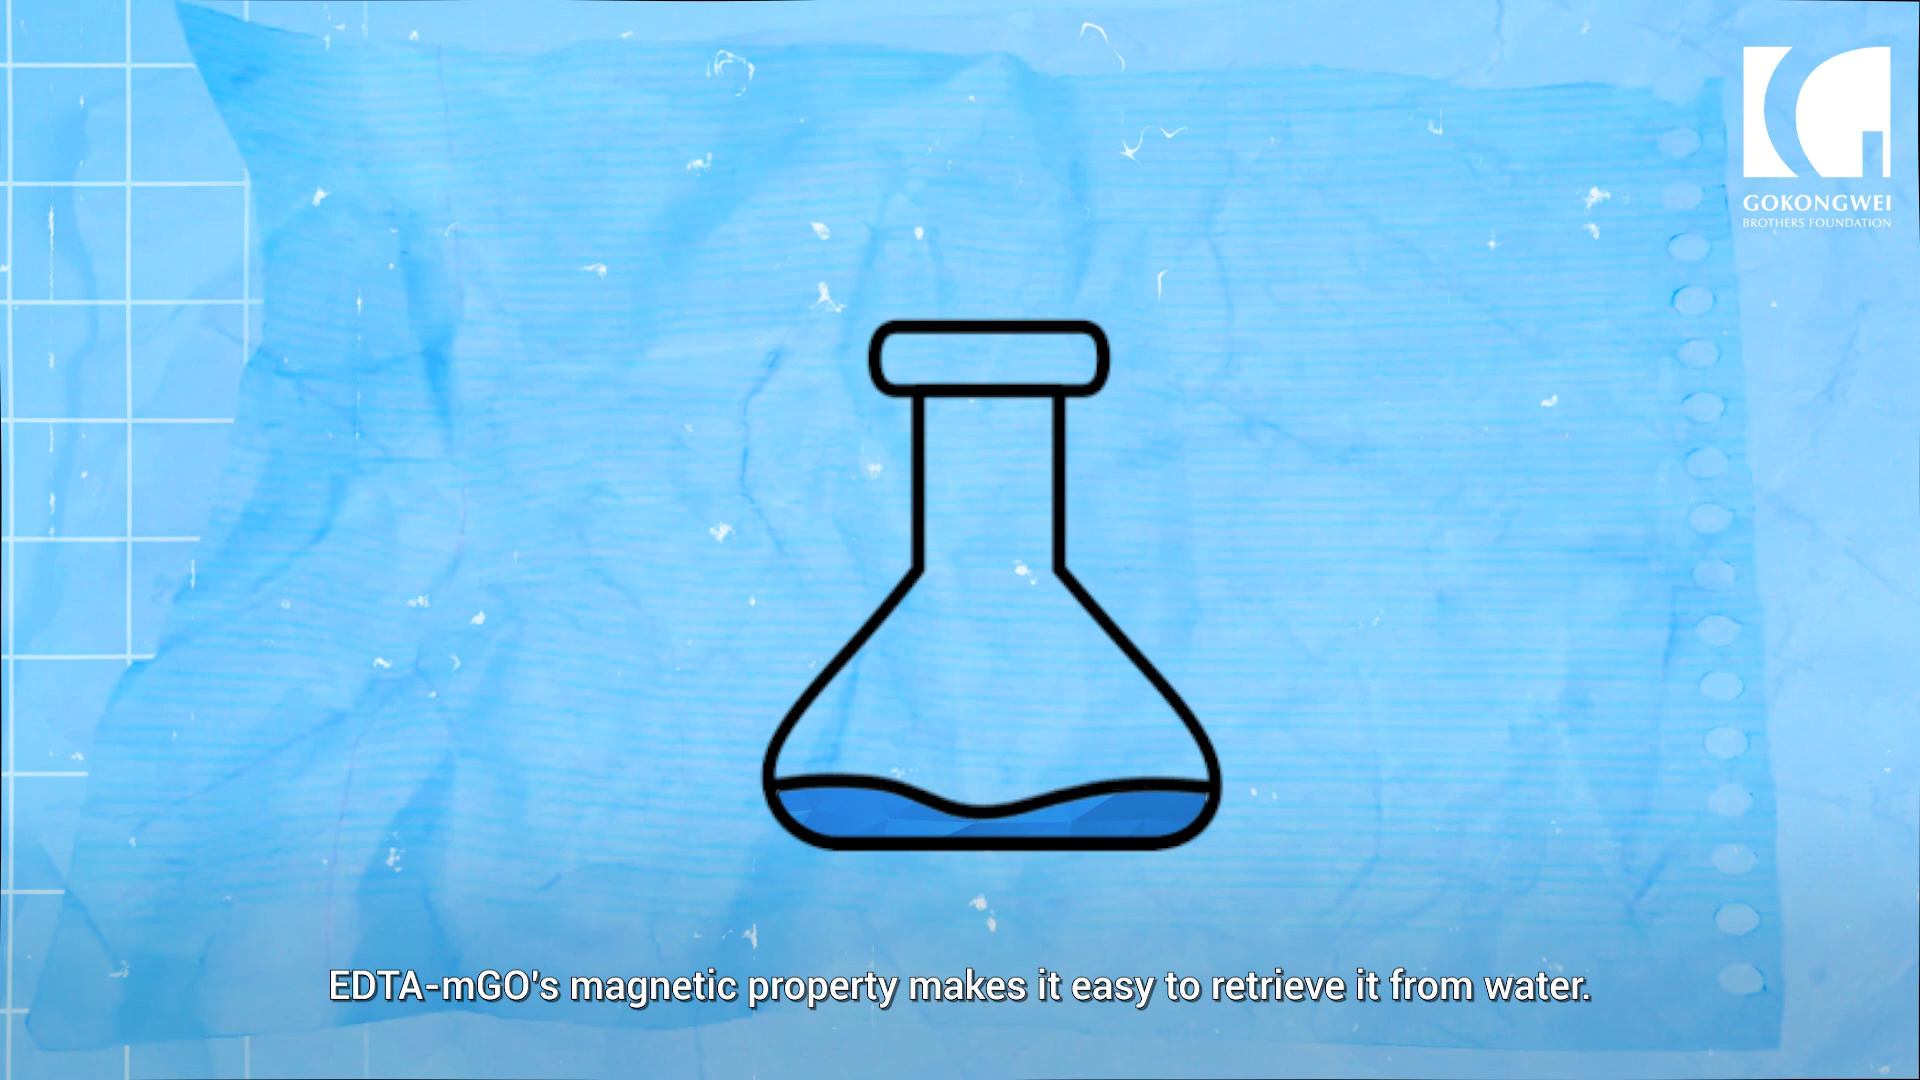 GOKONGWEI
BROTHERS FOUNDATION
EDTA-mGO's magnetic property makes it easy to retrieve it from water.